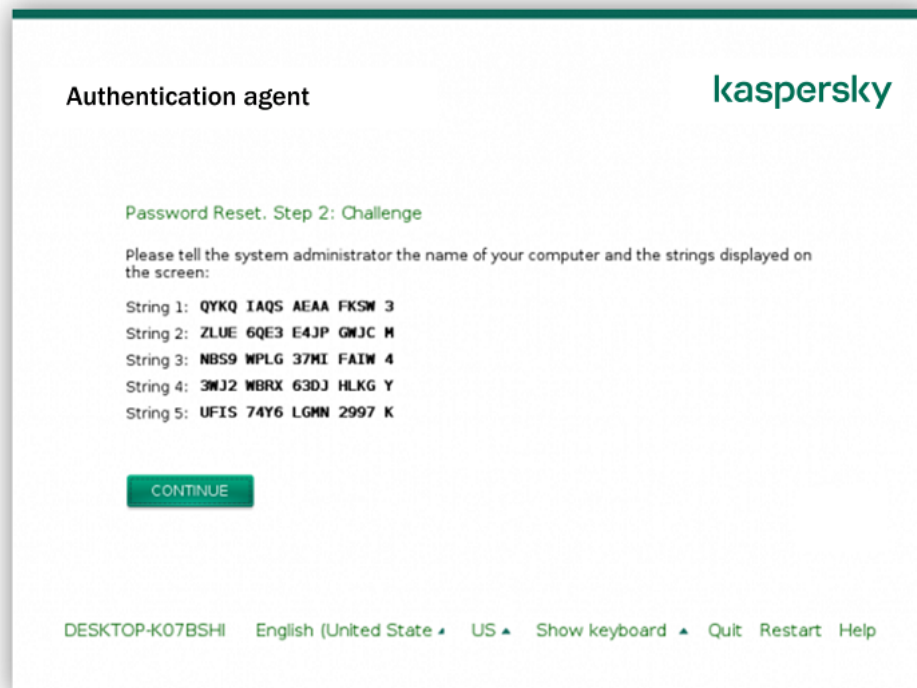 Authentication agent
kaspersky
Password Reset. Step 2: Challenge
Please tell the system administrator the name of your computer and the strings displayed on
the screen:
String 1: QYKQ IAQS AEAA FKSW 3
String 2: ZLUE 6QE3 E4JP GWJC M
String 3: NBS9 WPLG 37MI FAIW 4
String 4: 3WJ2 WBRX 63DJ HLKG Y
String 5: UFIS 74Y6 LGMN 2997 K
CONTINUE
DESKTOP-K07BSHI English (United State US Show keyboard Quit Restart Help